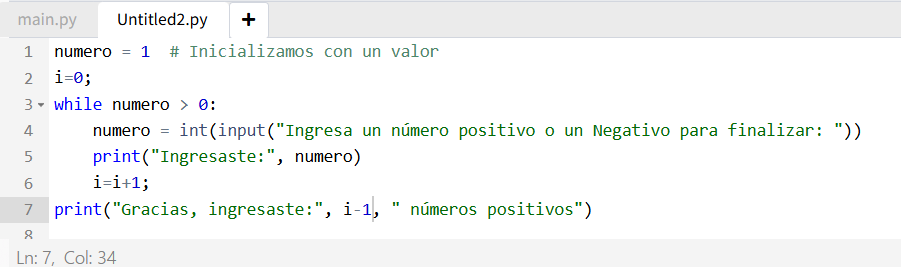 main.py Untitled2.py +
1 numero = 1  # Inicializamos con un valor
2 i=0;
3 while numero > 0:
4     numero = int(input("Ingresa un número positivo o un Negativo para finalizar: "))
5     print("Ingresaste:", numero)
6     i=i+1;
7 print("Gracias, ingresaste:", i-1, " números positivos")
8
Ln: 7,  Col: 34